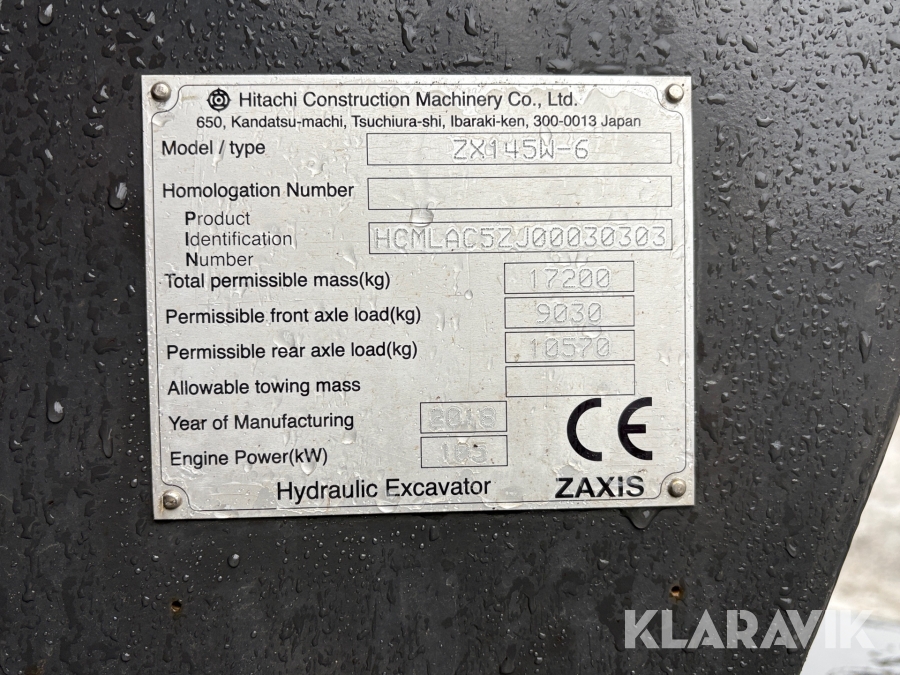 Hitachi Construction Machinery Co., Ltd.
650, Kandatsu-machi, Tsuchiura-shi, Ibaraki-ken, 300-0013 Japan
Model / type ZX145W-6
Homologation Number
Product
Identification HCMLAC5ZJ00030303
Number
Total permissible mass(kg) 17200
Permissible front axle load(kg) 9030
Permissible rear axle load(kg) 10570
Allowable towing mass
Year of Manufacturing 2018
Engine Power(kW) 105
CE
Hydraulic Excavator ZAXIS
KLARAVIK